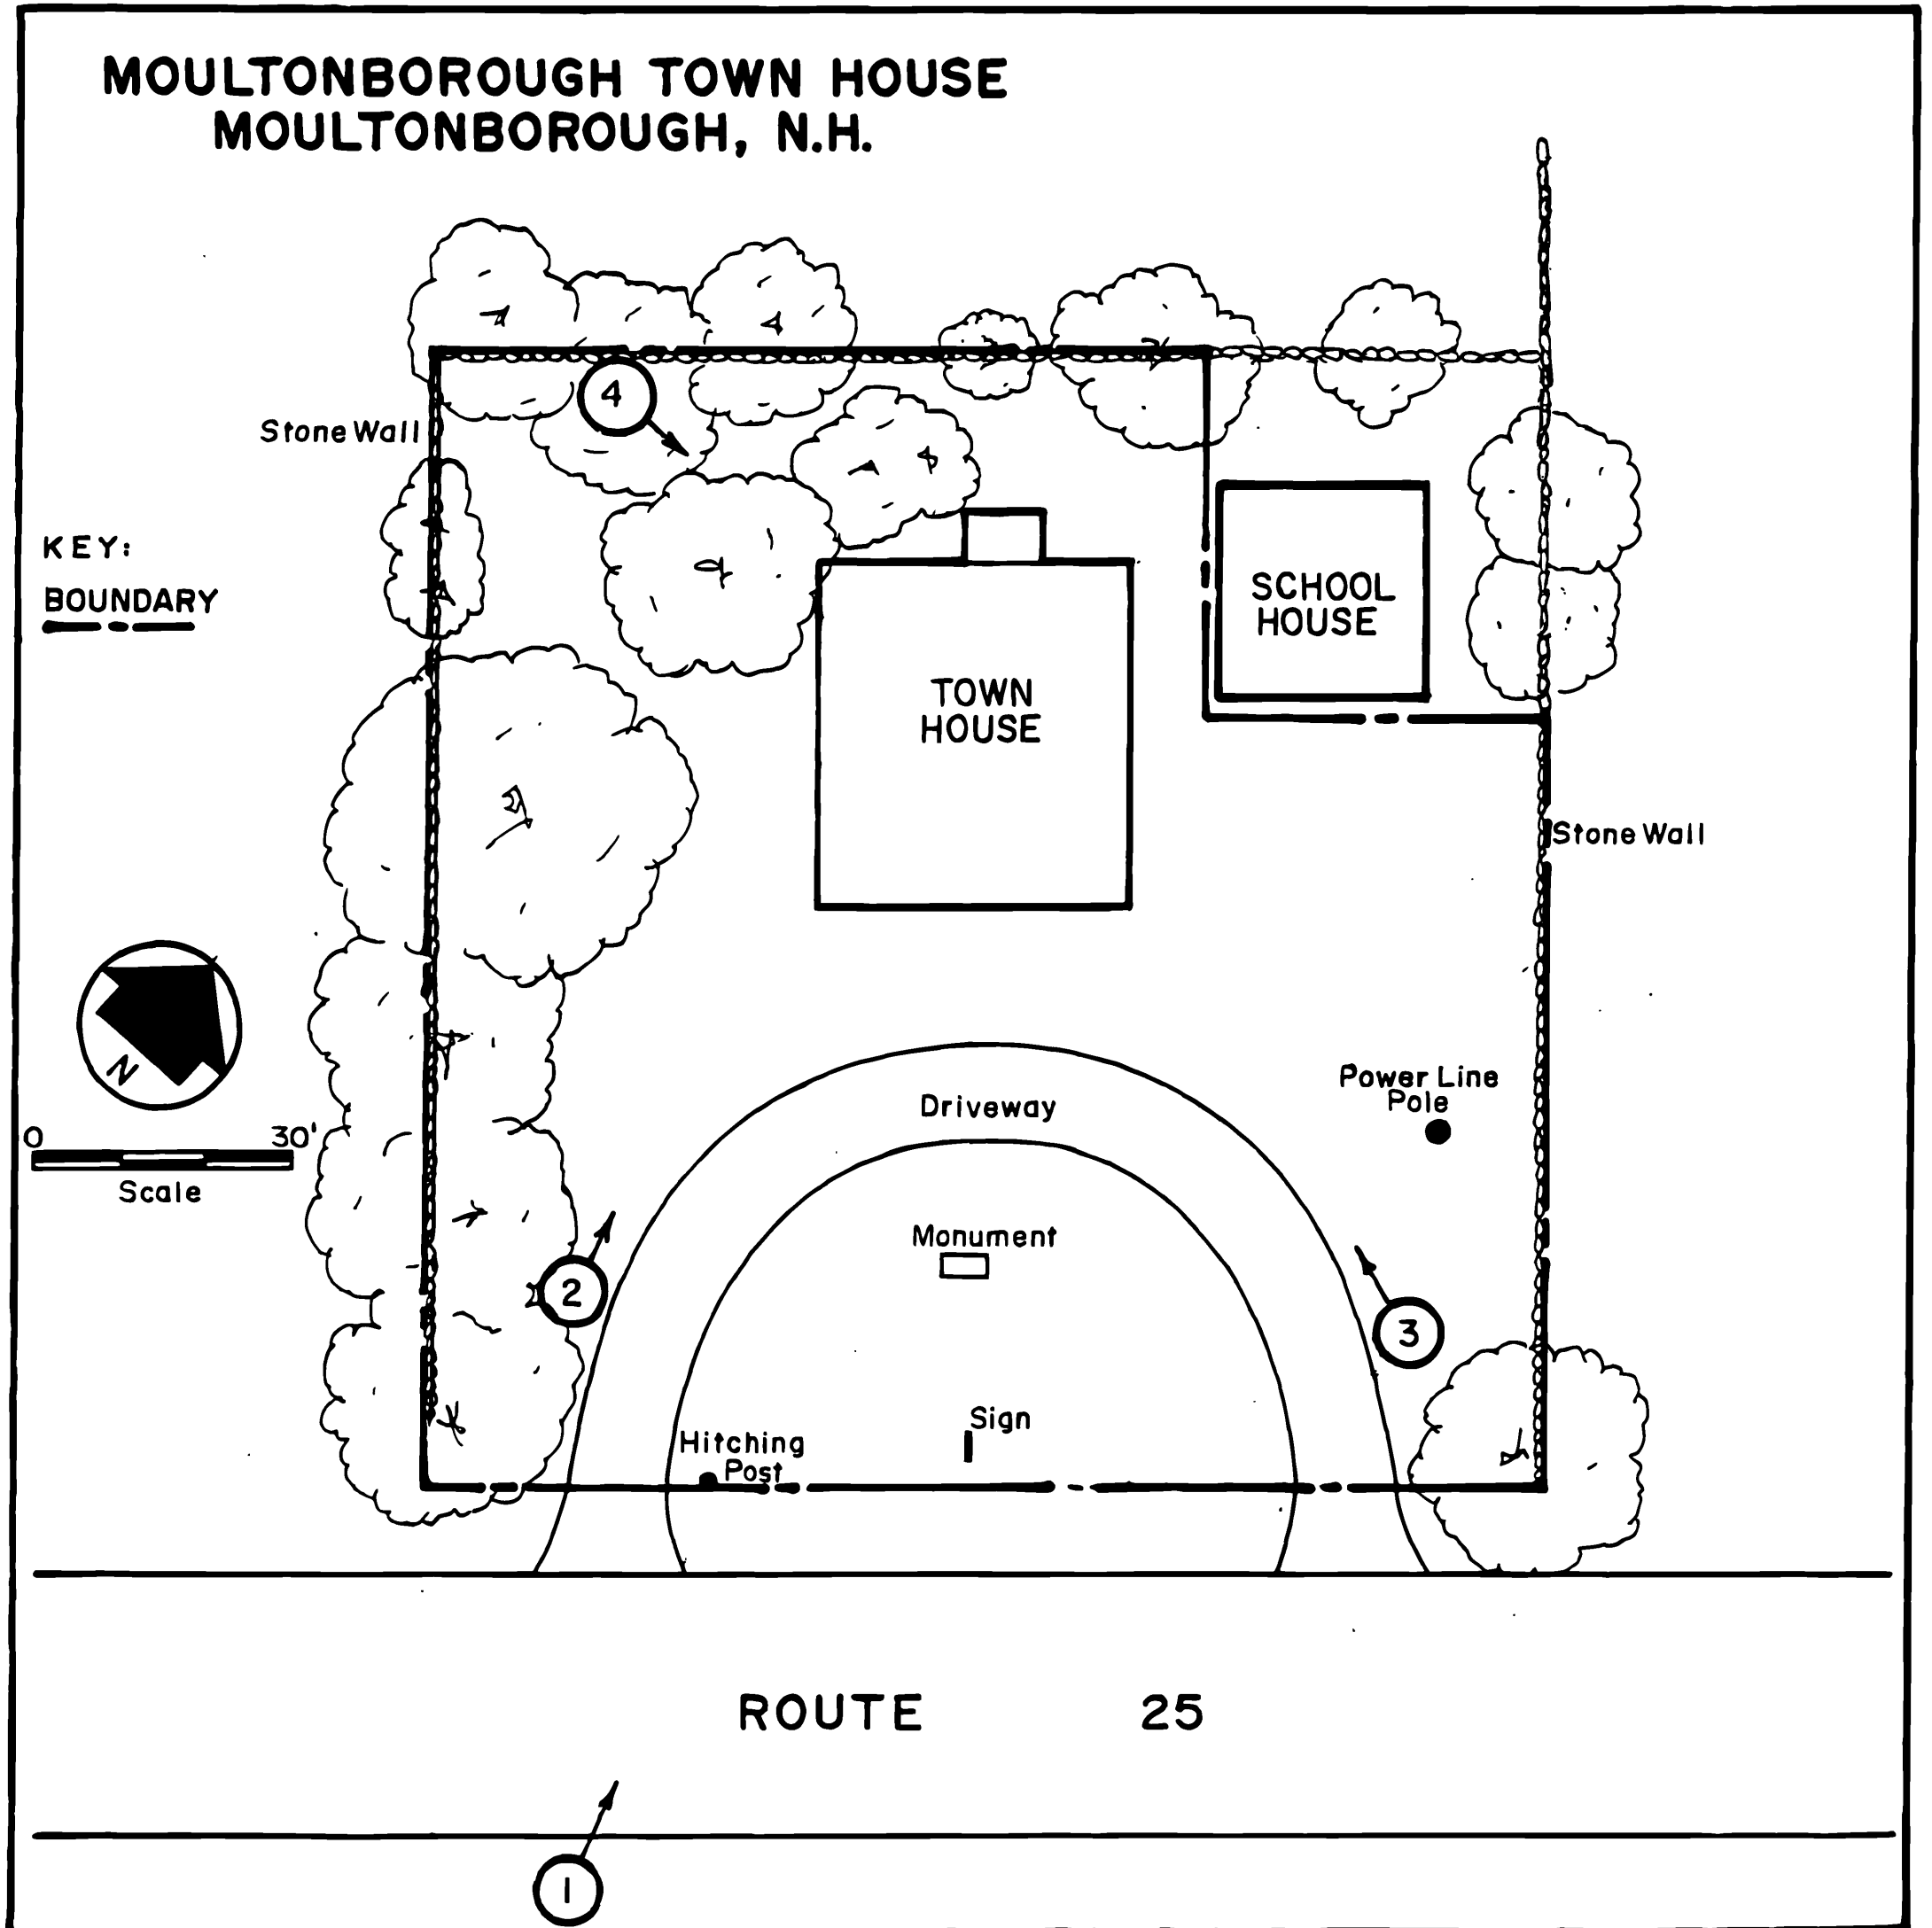 MOULTONBOROUGH TOWN HOUSE
MOULTONBOROUGH, N.H.
4
Stone Wall
KEY:
BOUNDARY
SCHOOL
HOUSE
TOWN
HOUSE
Stone Wall
N
0 30'
Scale
Driveway
Power Line
Pole
Monument
2
3
Sign
Hitching
Post
ROUTE 25
1